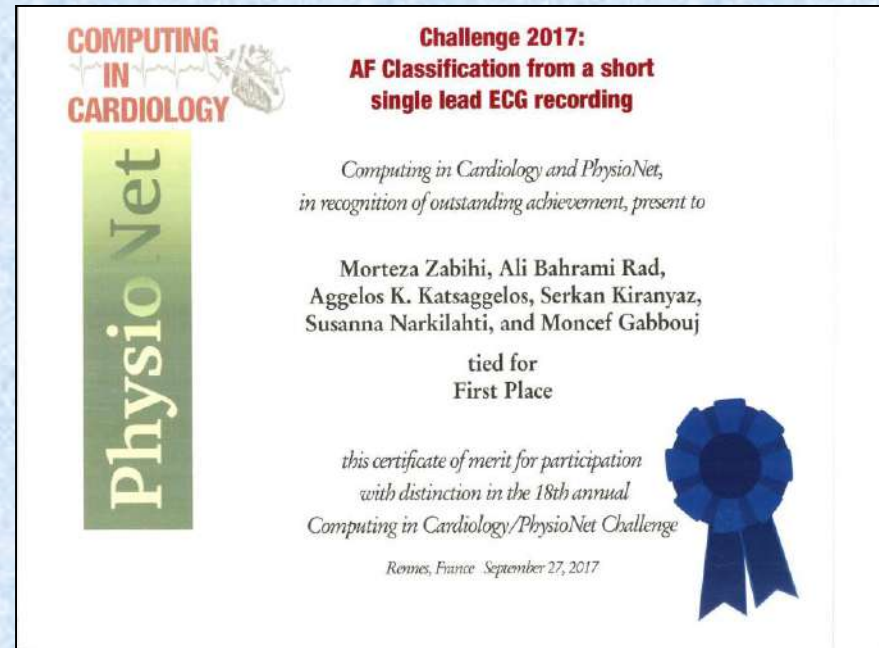 COMPUTING
IN
CARDIOLOGY
PhysioNet
Challenge 2017:
AF Classification from a short
single lead ECG recording
Computing in Cardiology and PhysioNet,
in recognition of outstanding achievement, present to
Morteza Zabihi, Ali Bahrami Rad,
Aggelos K. Katsaggelos, Serkan Kiranyaz,
Susanna Narkilahti, and Moncef Gabbouj
tied for
First Place
this certificate of merit for participation
with distinction in the 18th annual
Computing in Cardiology/PhysioNet Challenge
Rennes, France September 27, 2017